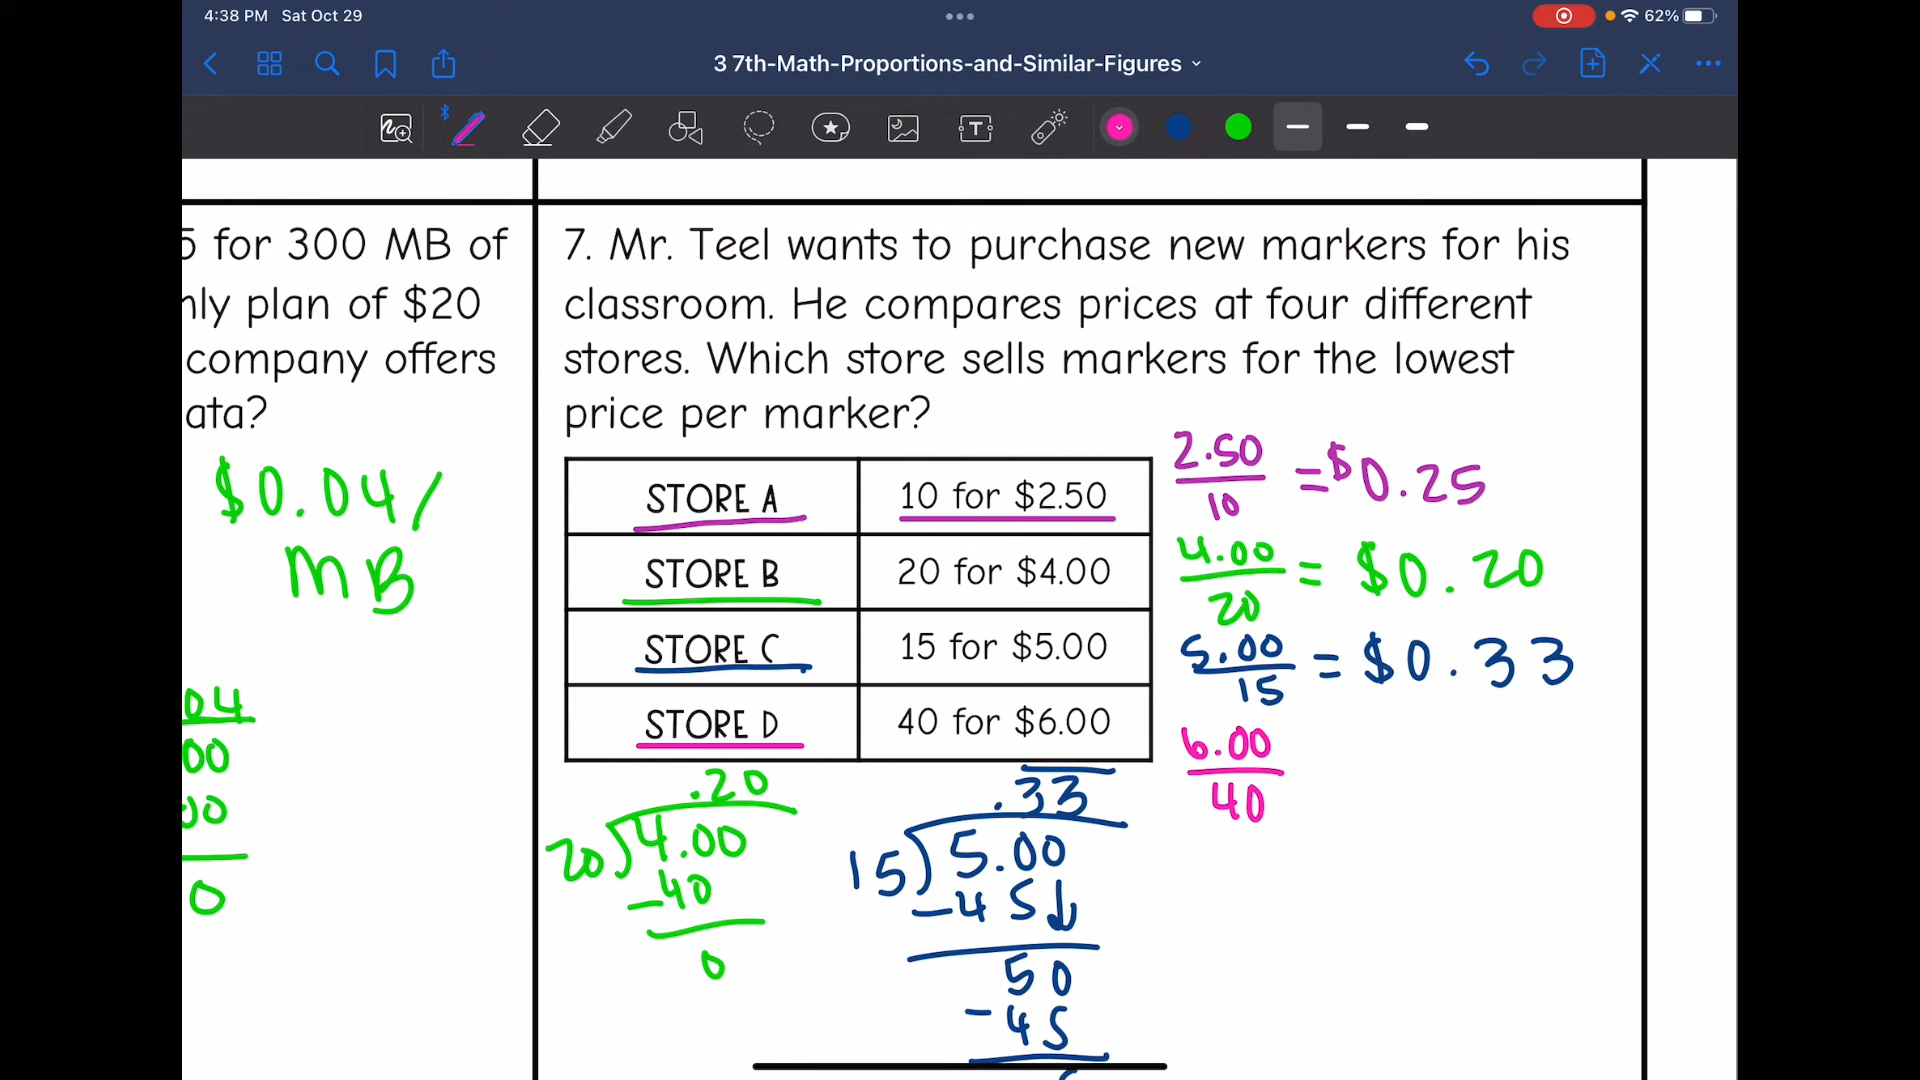 4:38 PM Sat Oct 29
62%
3 7th-Math-Proportions-and-Similar-Figures
5 for 300 MB of
nly plan of $20
company offers
ata?
$0.04/
MB
04
00
00
0
7. Mr. Teel wants to purchase new markers for his
classroom. He compares prices at four different
stores. Which store sells markers for the lowest
price per marker?
STORE A 10 for $2.50
STORE B 20 for $4.00
STORE C 15 for $5.00
STORE D 40 for $6.00
2.50
10
=$0.25
4.00
20
= $0.20
5.00
15
= $0.33
6.00
40
.20
20 4.00
-40
0
.33
15 5.00
-45
50
-45